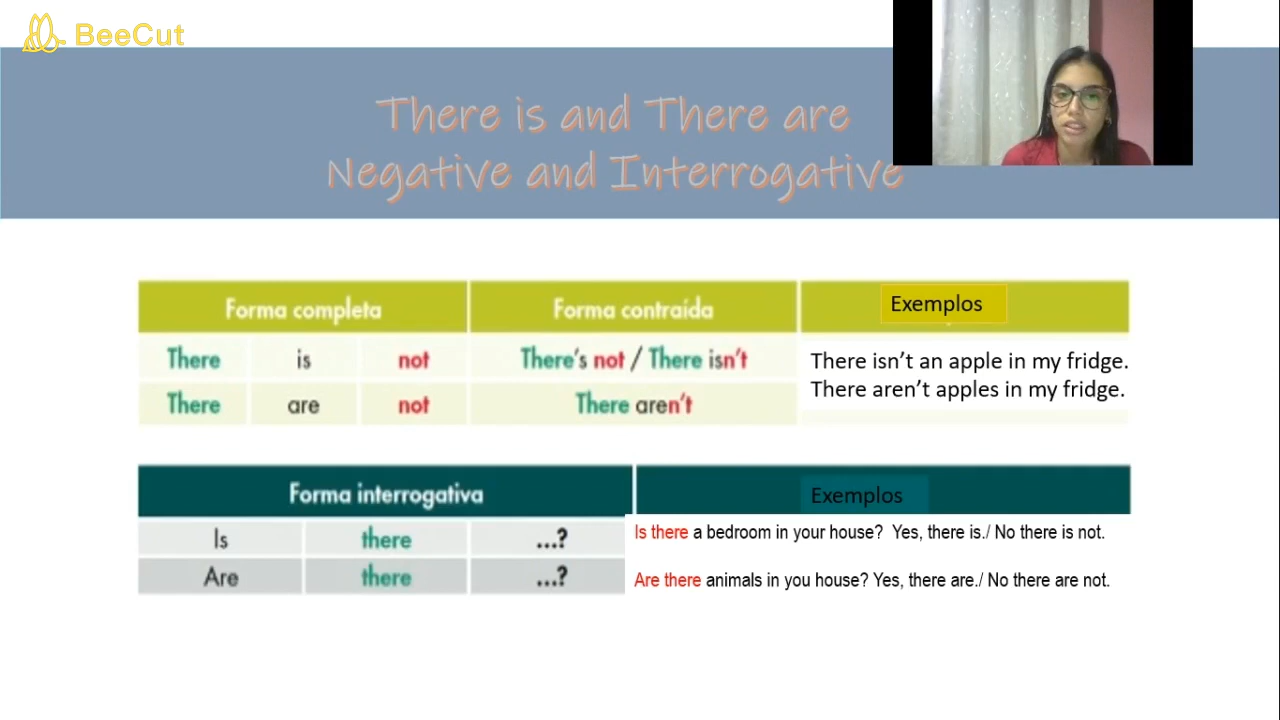 BeeCut
There is and There are
Negative and Interrogative
Forma completa Forma contraída Exemplos
There is not There's not / There isn't There isn't an apple in my fridge.
There are not There aren't There aren't apples in my fridge.
Forma interrogativa Exemplos
Is there ...? Is there a bedroom in your house? Yes, there is./ No there is not.
Are there ...? Are there animals in you house? Yes, there are./ No there are not.